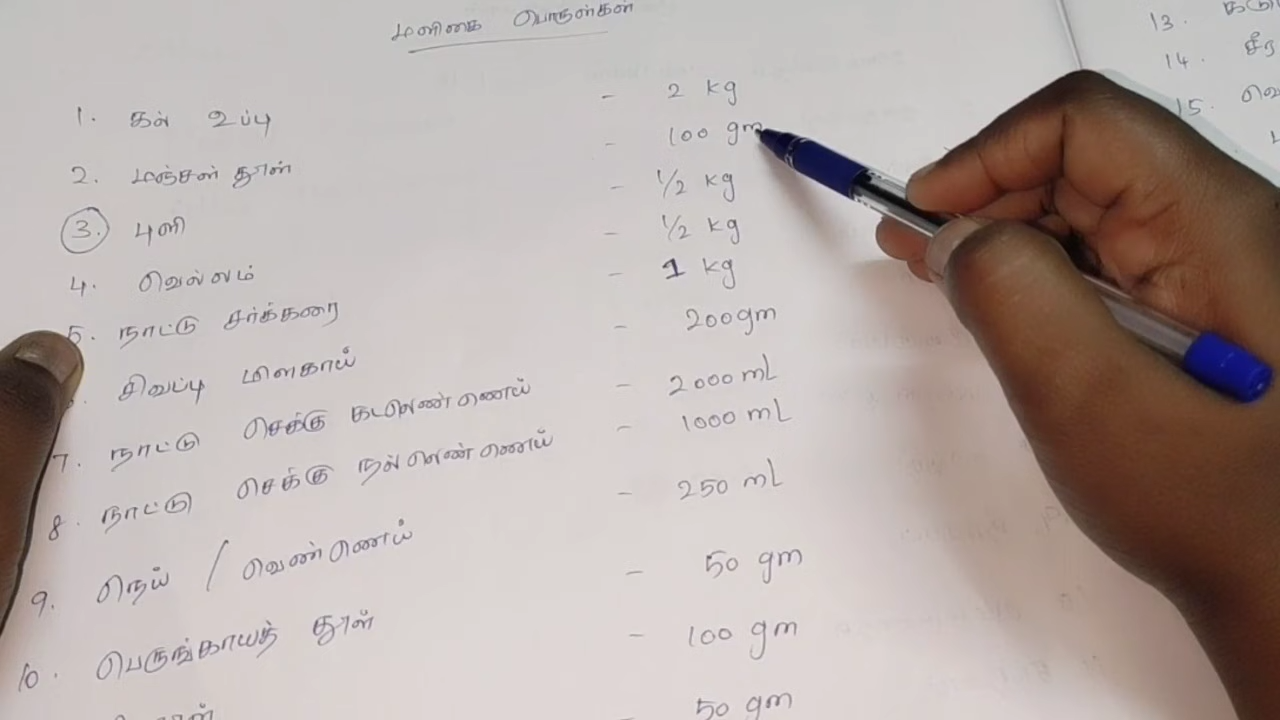 மளிகை பொருள்கள்
1. கல் உப்பு - 2 kg
2. மஞ்சள் தூள் - 100 gm
3. புளி - 1/2 kg
4. வெல்லம் - 1/2 kg
5. நாட்டு சர்க்கரை - 1 kg
சிவப்பு மிளகாய் - 200gm
7. நாட்டு செக்கு கடலெண்ணெய் - 2000 ml
8. நாட்டு செக்கு நல்லெண்ணெய் - 1000 ml
9. நெய் / வெண்ணெய் - 250 ml
10. பெருங்காயத் தூள் - 50 gm
- 100 gm
- 50 gm
13.
14.
15.